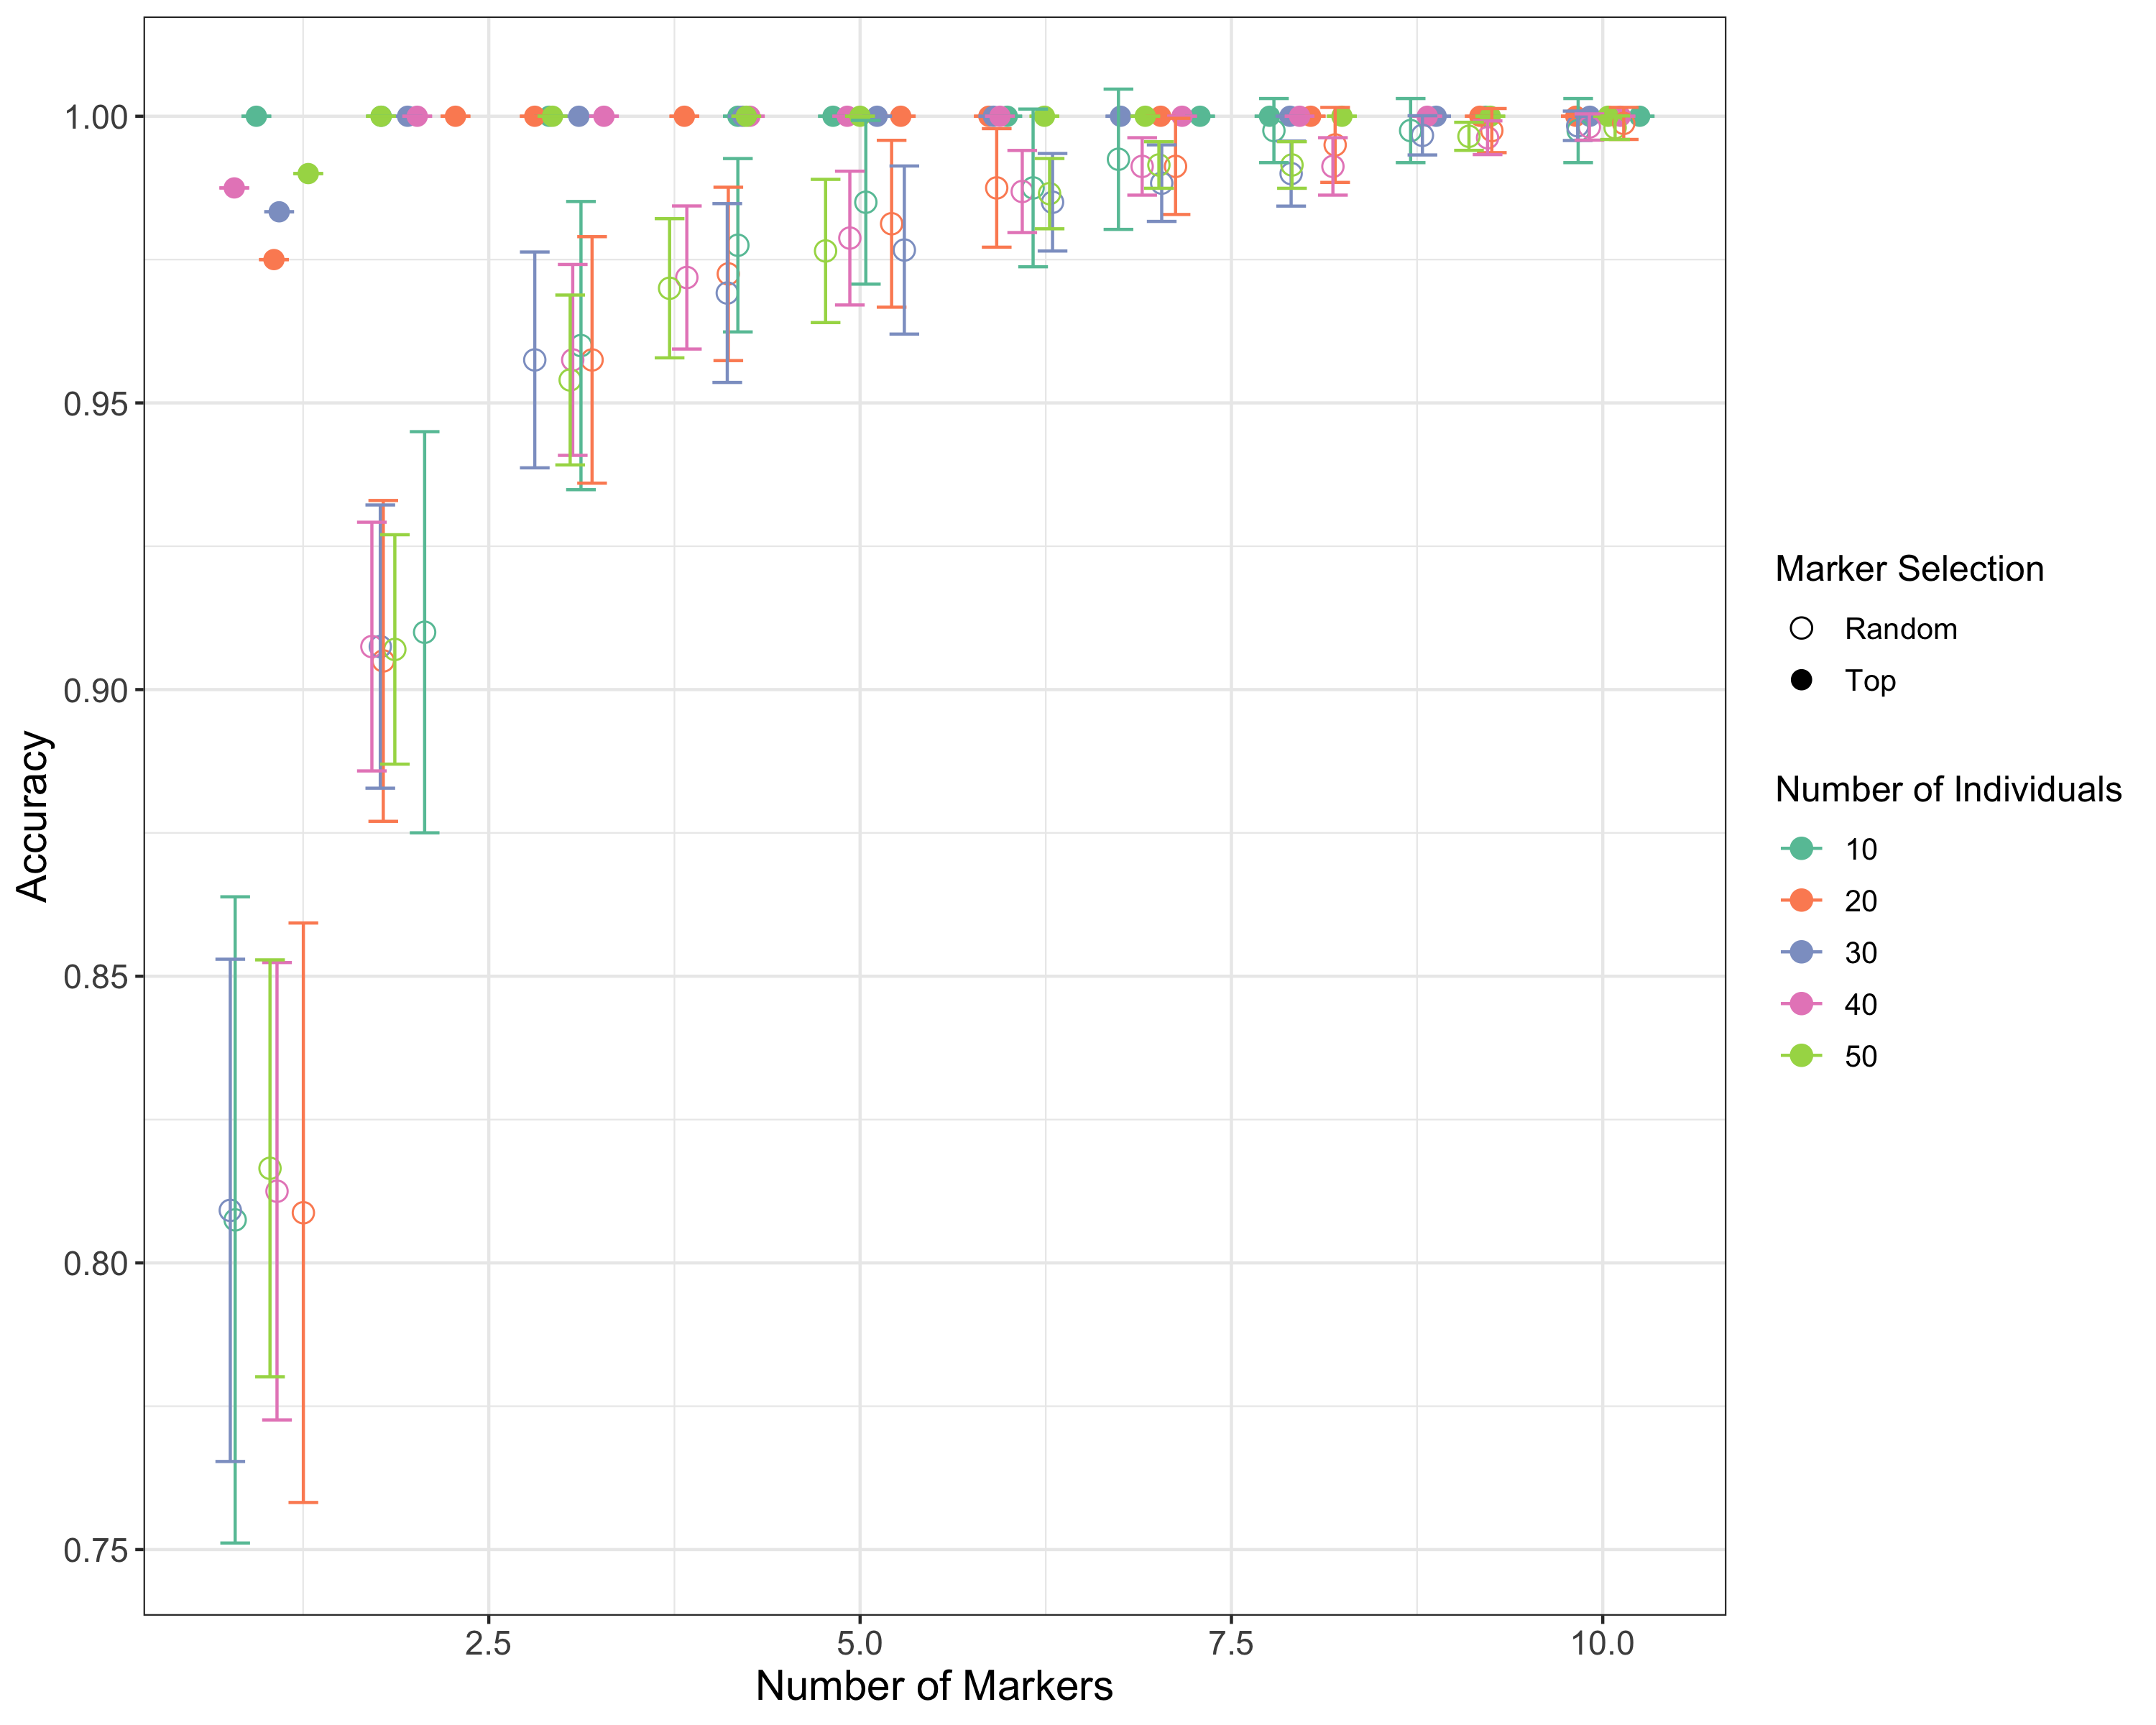 1.00
0.95
0.90
0.85
0.80
0.75
Accuracy
2.5
5.0
7.5
10.0
Number of Markers
Marker Selection
Random
Top
Number of Individuals
10
20
30
40
50